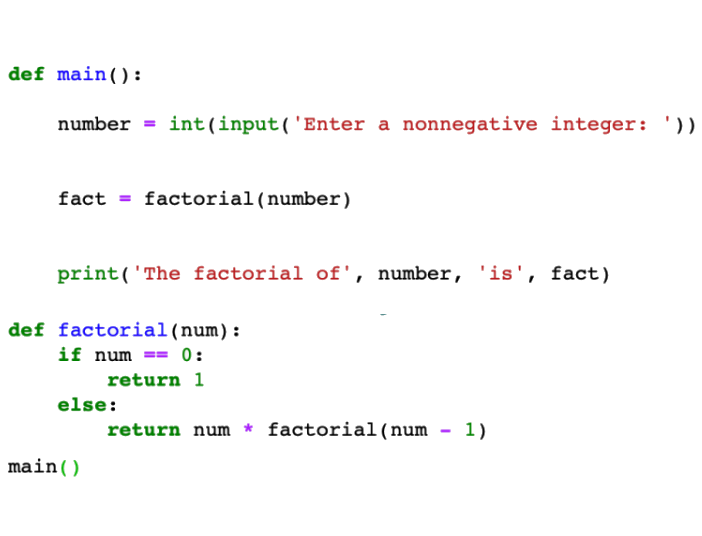 def main():
    number = int(input('Enter a nonnegative integer: '))
    fact = factorial(number)
    print('The factorial of', number, 'is', fact)
def factorial(num):
    if num == 0:
        return 1
    else:
        return num * factorial(num - 1)
main()